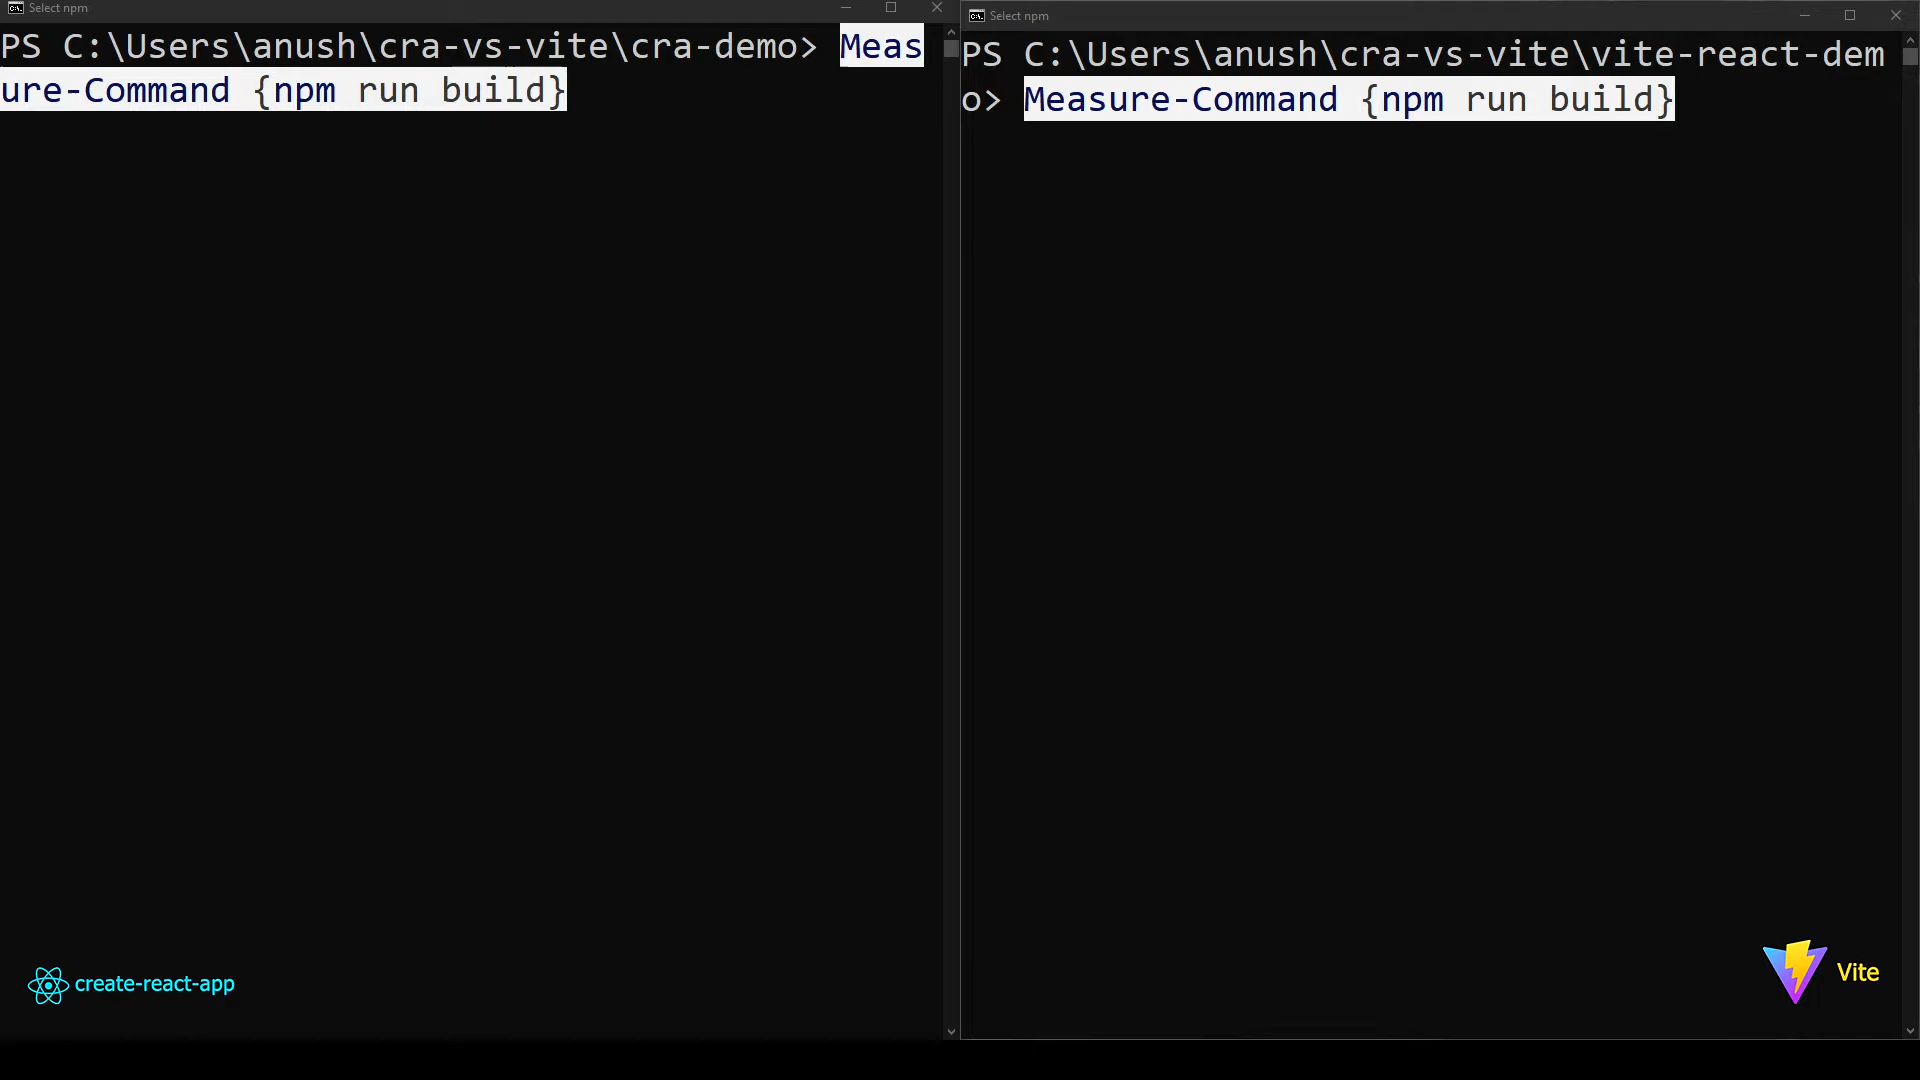 Select npm
PS C:\Users\anush\cra-vs-vite\cra-demo> Meas
ure-Command {npm run build}
create-react-app
Select npm
PS C:\Users\anush\cra-vs-vite\vite-react-dem
o> Measure-Command {npm run build}
Vite